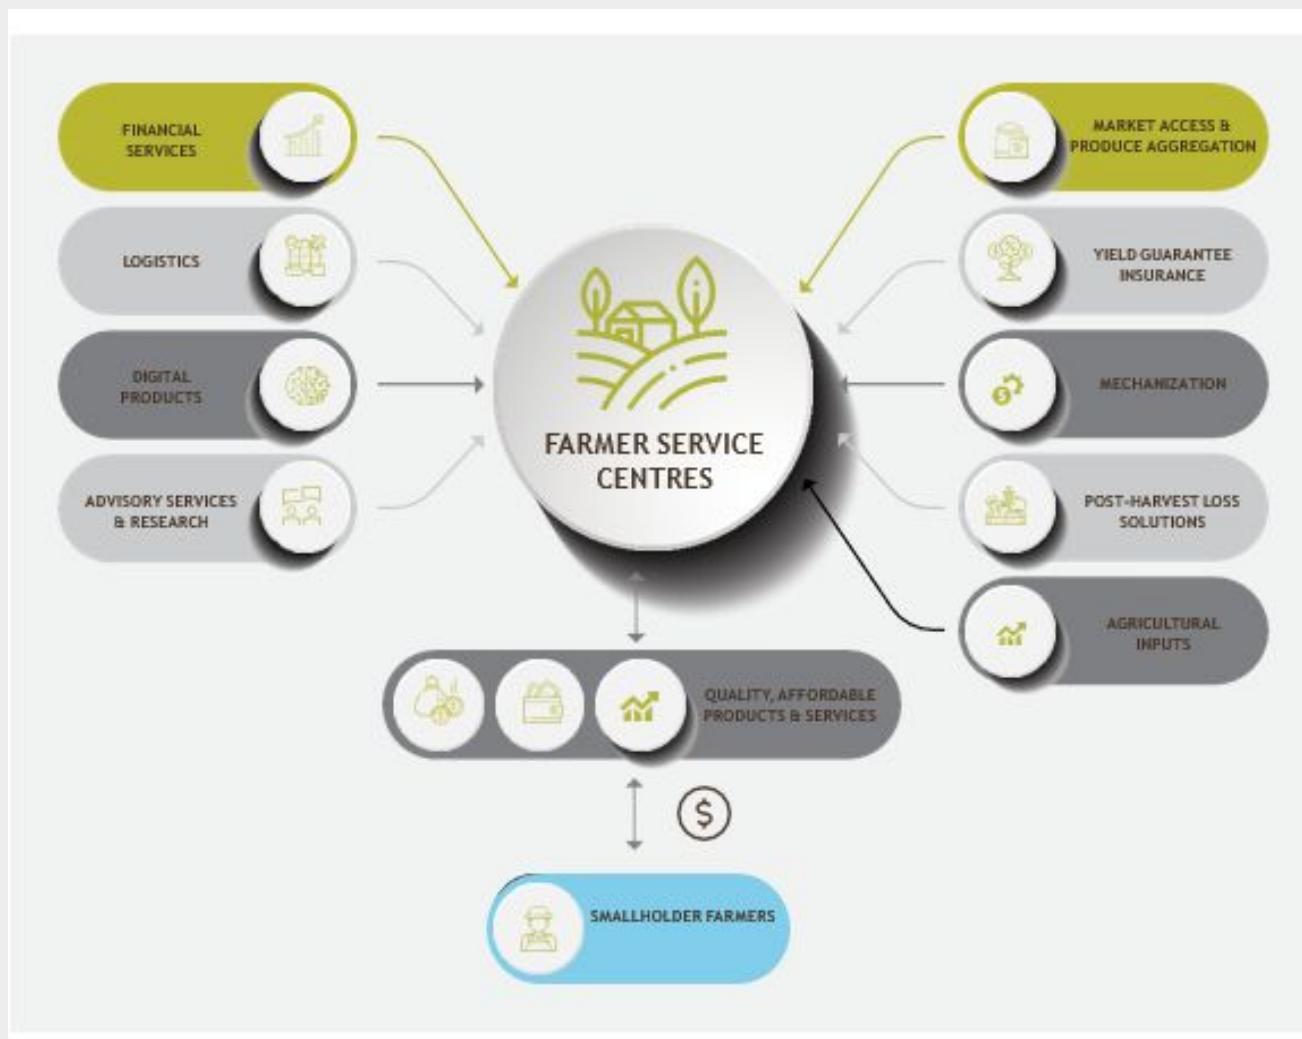 FINANCIAL
SERVICES
LOGISTICS
DIGITAL
PRODUCTS
ADVISORY SERVICES
& RESEARCH
FARMER SERVICE
CENTRES
MARKET ACCESS &
PRODUCE AGGREGATION
YIELD GUARANTEE
INSURANCE
MECHANIZATION
POST-HARVEST LOSS
SOLUTIONS
AGRICULTURAL
INPUTS
QUALITY, AFFORDABLE
PRODUCTS & SERVICES
$
SMALLHOLDER FARMERS